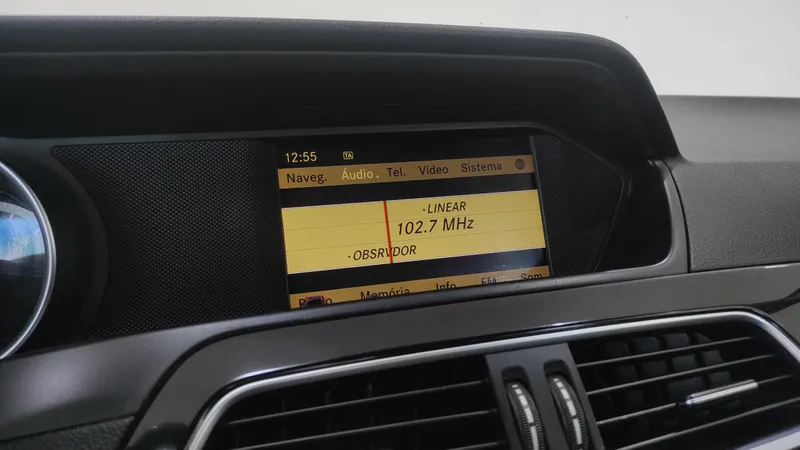 12:55 TA
Naveg. Áudio. Tel. Vídeo Sistema
·LINEAR
102.7 MHz
·OBSRVDOR
Memória Info FM Som